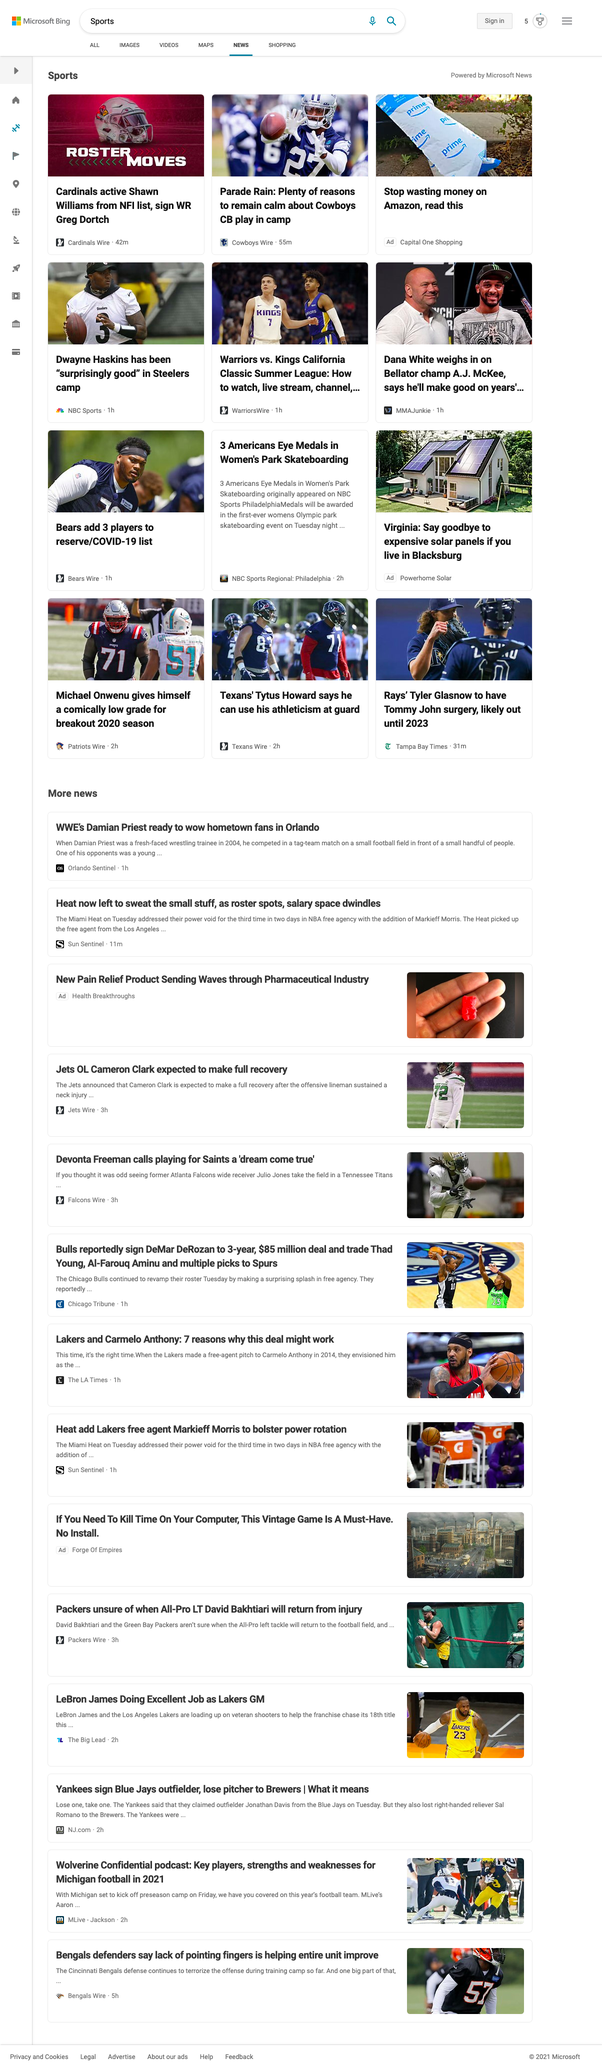 Microsoft Bing
Sports
Sign in
5
ALL IMAGES VIDEOS MAPS NEWS SHOPPING
Sports
Powered by Microsoft News
ROSTER
MOVES
Cardinals active Shawn
Williams from NFI list, sign WR
Greg Dortch
Cardinals Wire · 42m
27
Parade Rain: Plenty of reasons
to remain calm about Cowboys
CB play in camp
Cowboys Wire · 55m
prime
prime
prime
Stop wasting money on
Amazon, read this
Ad Capital One Shopping
3
Dwayne Haskins has been
"surprisingly good" in Steelers
camp
NBC Sports · 1h
KINGS
7
Warriors vs. Kings California
Classic Summer League: How
to watch, live stream, channel,...
WarriorsWire · 1h
Dana White weighs in on
Bellator champ A.J. McKee,
says he'll make good on years'...
MMAJunkie · 1h
Bears add 3 players to
reserve/COVID-19 list
Bears Wire · 1h
3 Americans Eye Medals in
Women's Park Skateboarding
3 Americans Eye Medals in Women's Park
Skateboarding originally appeared on NBC
Sports PhiladelphiaMedals will be awarded
in the first-ever womens Olympic park
skateboarding event on Tuesday night ...
NBC Sports Regional: Philadelphia · 2h
Virginia: Say goodbye to
expensive solar panels if you
live in Blacksburg
Ad Powerhome Solar
71
51
Michael Onwenu gives himself
a comically low grade for
breakout 2020 season
Patriots Wire · 2h
71
Texans' Tytus Howard says he
can use his athleticism at guard
Texans Wire · 2h
10
Rays' Tyler Glasnow to have
Tommy John surgery, likely out
until 2023
Tampa Bay Times · 31m
More news
WWE's Damian Priest ready to wow hometown fans in Orlando
When Damian Priest was a fresh-faced wrestling trainee in 2004, he competed in a tag-team match on a small football field in front of a small handful of people.
One of his opponents was a young ...
Orlando Sentinel · 1h
Heat now left to sweat the small stuff, as roster spots, salary space dwindles
The Miami Heat on Tuesday addressed their power void for the third time in two days in NBA free agency with the addition of Markieff Morris. The Heat picked up
the free agent from the Los Angeles ...
Sun Sentinel · 11m
New Pain Relief Product Sending Waves through Pharmaceutical Industry
Ad Health Breakthroughs
Jets OL Cameron Clark expected to make full recovery
The Jets announced that Cameron Clark is expected to make a full recovery after the offensive lineman sustained a
neck injury ...
Jets Wire · 3h
Devonta Freeman calls playing for Saints a 'dream come true'
If you thought it was odd seeing former Atlanta Falcons wide receiver Julio Jones take the field in a Tennessee Titans
...
Falcons Wire · 3h
Bulls reportedly sign DeMar DeRozan to 3-year, $85 million deal and trade Thad
Young, Al-Farouq Aminu and multiple picks to Spurs
The Chicago Bulls continued to revamp their roster Tuesday by making a surprising splash in free agency. They
reportedly ...
Chicago Tribune · 1h
Lakers and Carmelo Anthony: 7 reasons why this deal might work
This time, it's the right time.When the Lakers made a free-agent pitch to Carmelo Anthony in 2014, they envisioned him
as the ...
The LA Times · 1h
Heat add Lakers free agent Markieff Morris to bolster power rotation
The Miami Heat on Tuesday addressed their power void for the third time in two days in NBA free agency with the
addition of ...
Sun Sentinel · 1h
G
G
If You Need To Kill Time On Your Computer, This Vintage Game Is A Must-Have.
No Install.
Ad Forge Of Empires
Packers unsure of when All-Pro LT David Bakhtiari will return from injury
David Bakhtiari and the Green Bay Packers aren't sure when the All-Pro left tackle will return to the football field, and ...
Packers Wire · 3h
LeBron James Doing Excellent Job as Lakers GM
LeBron James and the Los Angeles Lakers are loading up on veteran shooters to help the franchise chase its 18th title
this ...
The Big Lead · 2h
LAKERS
23
Yankees sign Blue Jays outfielder, lose pitcher to Brewers | What it means
Lose one, take one. The Yankees said that they claimed outfielder Jonathan Davis from the Blue Jays on Tuesday. But they also lost right-handed reliever Sal
Romano to the Brewers. The Yankees were ...
NJ.com · 2h
Wolverine Confidential podcast: Key players, strengths and weaknesses for
Michigan football in 2021
With Michigan set to kick off preseason camp on Friday, we have you covered on this year's football team. MLive's
Aaron ...
MLive - Jackson · 2h
Bengals defenders say lack of pointing fingers is helping entire unit improve
The Cincinnati Bengals defense continues to terrorize the offense during training camp so far. And one big part of that,
...
Bengals Wire · 5h
57
Privacy and Cookies Legal Advertise About our ads Help Feedback
© 2021 Microsoft